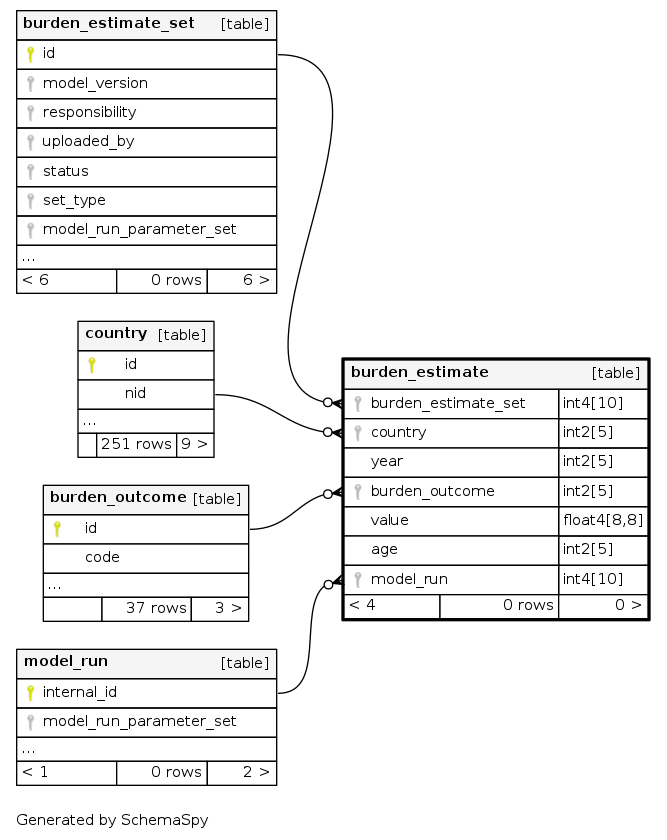 burden_estimate_set [table]
id
model_version
responsibility
uploaded_by
status
set_type
model_run_parameter_set
...
< 6 0 rows 6 >
country [table]
id
nid
...
251 rows 9 >
burden_outcome [table]
id
code
...
37 rows 3 >
model_run [table]
internal_id
model_run_parameter_set
...
< 1 0 rows 2 >
burden_estimate [table]
burden_estimate_set int4[10]
country int2[5]
year int2[5]
burden_outcome int2[5]
value float4[8,8]
age int2[5]
model_run int4[10]
< 4 0 rows 0 >
Generated by SchemaSpy